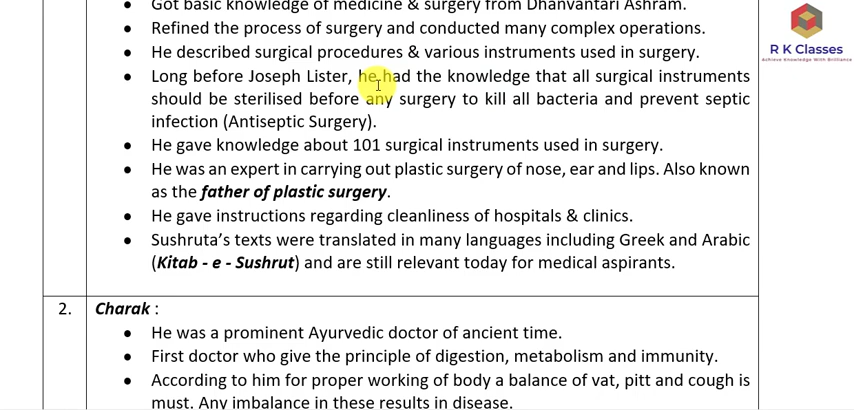 Got basic knowledge of medicine & surgery from Dhanvantari Ashram.
Refined the process of surgery and conducted many complex operations.
He described surgical procedures & various instruments used in surgery.
Long before Joseph Lister, he had the knowledge that all surgical instruments
should be sterilised before any surgery to kill all bacteria and prevent septic
infection (Antiseptic Surgery).
He gave knowledge about 101 surgical instruments used in surgery.
He was an expert in carrying out plastic surgery of nose, ear and lips. Also known
as the father of plastic surgery.
He gave instructions regarding cleanliness of hospitals & clinics.
Sushruta's texts were translated in many languages including Greek and Arabic
(Kitab - e - Sushrut) and are still relevant today for medical aspirants.
2. Charak :
He was a prominent Ayurvedic doctor of ancient time.
First doctor who give the principle of digestion, metabolism and immunity.
According to him for proper working of body a balance of vat, pitt and cough is
must. Any imbalance in these results in disease.
R K Classes
Achieve Knowledge With Brilliance